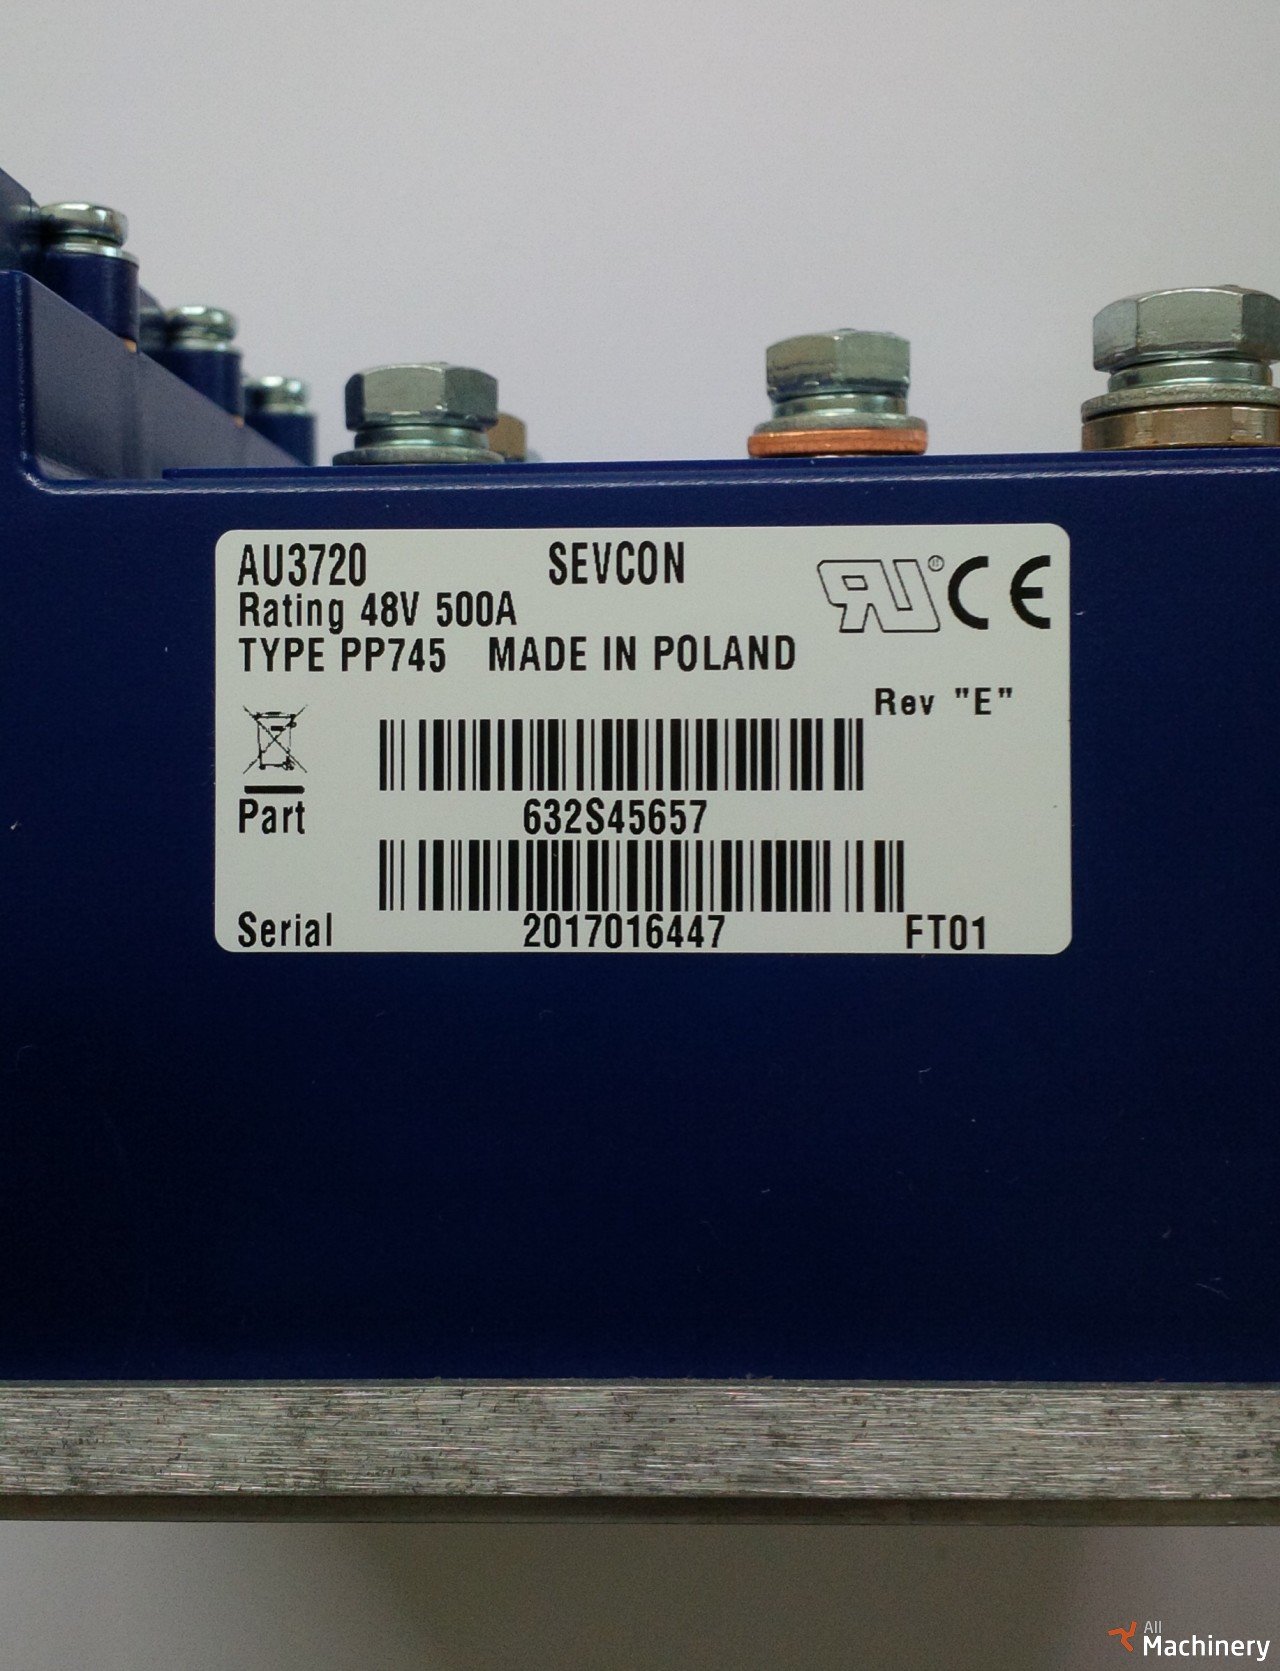 AU3720 SEVCON
Rating 48V 500A
TYPE PP745 MADE IN POLAND
Rev "E"
Part 632S45657
Serial 2017016447 FT01
All
Machinery